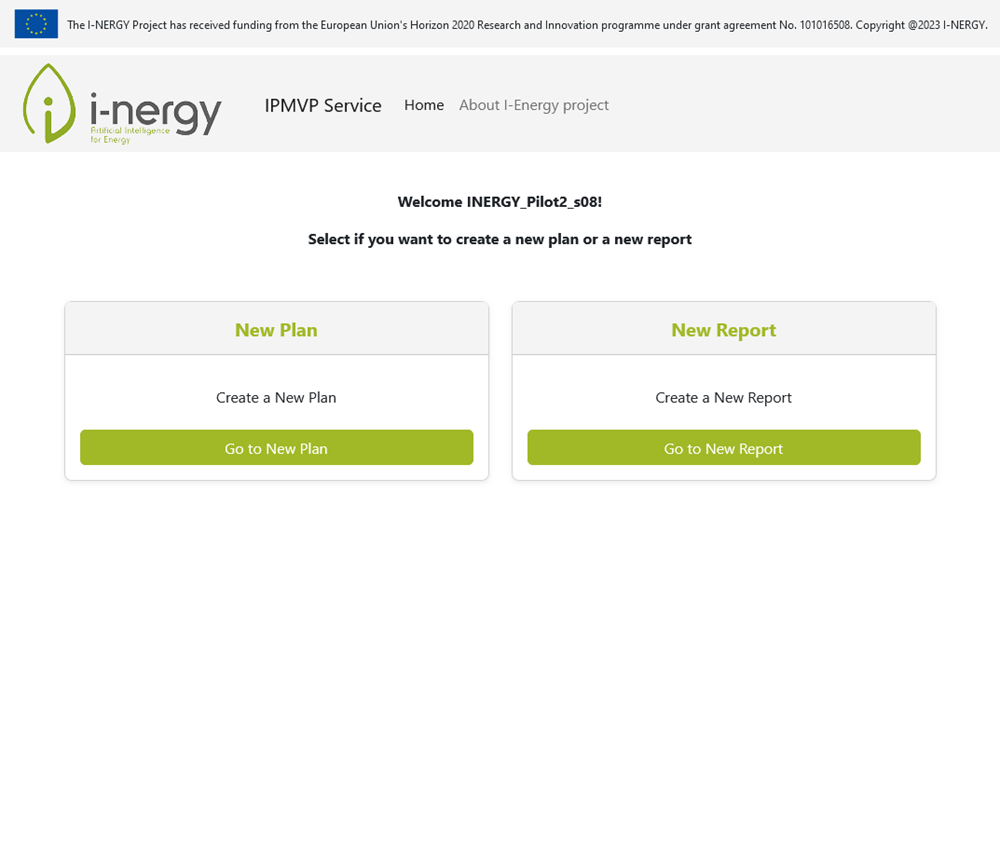 The I-NERGY Project has received funding from the European Union's Horizon 2020 Research and Innovation programme under grant agreement No. 101016508. Copyright @2023 I-NERGY.
i-nergy
Artificial Intelligence
for Energy
IPMVP Service Home About I-Energy project
Welcome INERGY_Pilot2_s08!
Select if you want to create a new plan or a new report
New Plan
Create a New Plan
Go to New Plan
New Report
Create a New Report
Go to New Report